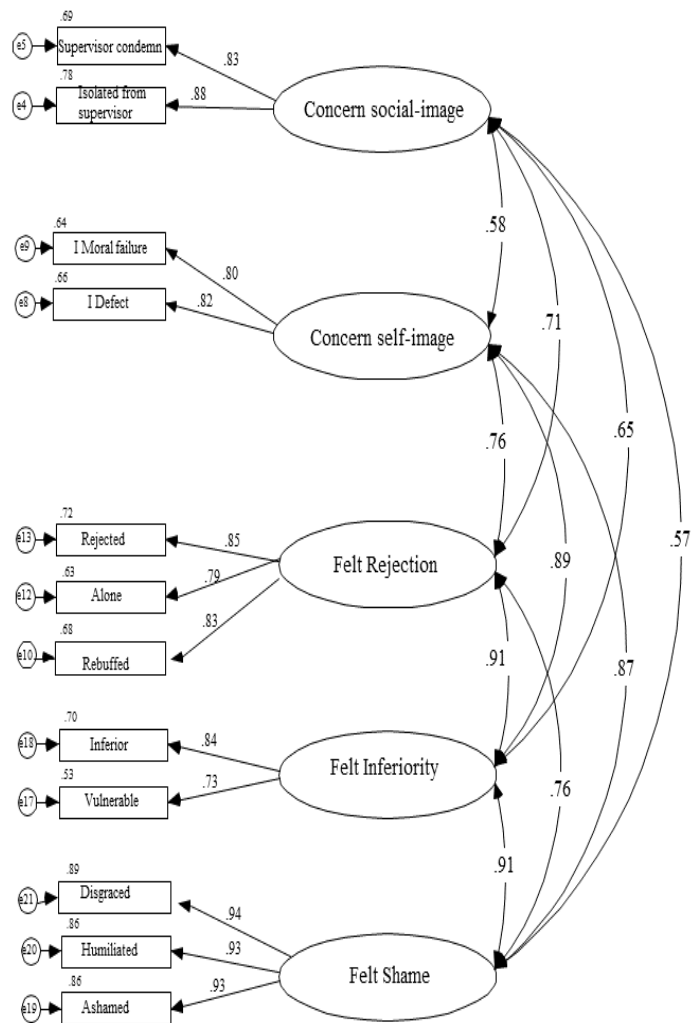 .69
e5
Supervisor condemn
.83
.78
e4
Isolated from
supervisor
.88
Concern social-image
.58
.71
.64
e9
I Moral failure
.80
.66
e8
I Defect
.82
Concern self-image
.65
.76
.57
.72
e13
Rejected
.85
.63
e12
Alone
.79
.68
e10
Rebuffed
.83
Felt Rejection
.89
.91
.87
.70
e18
Inferior
.84
.53
e17
Vulnerable
.73
Felt Inferiority
.76
.91
.89
e21
Disgraced
.94
.86
e20
Humiliated
.93
.86
e19
Ashamed
.93
Felt Shame